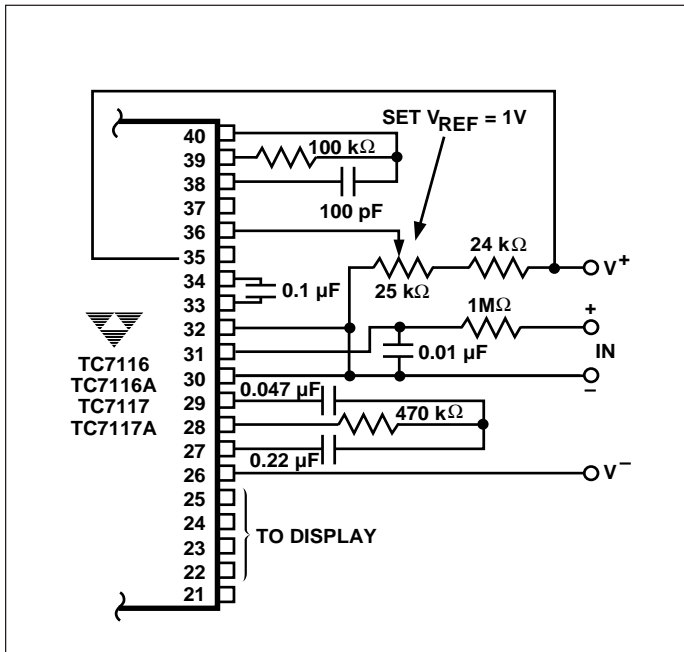 SET VREF = 1V
40
39
100 kΩ
38
37
100 pF
36
35
24 kΩ
V+
34
25 kΩ
33
0.1 µF
1MΩ
+
32
31
0.01 µF
IN
30
–
TC7116
TC7116A
TC7117
TC7117A
0.047 µF
29
28
470 kΩ
27
0.22 µF
26
V–
25
24
TO DISPLAY
23
22
21